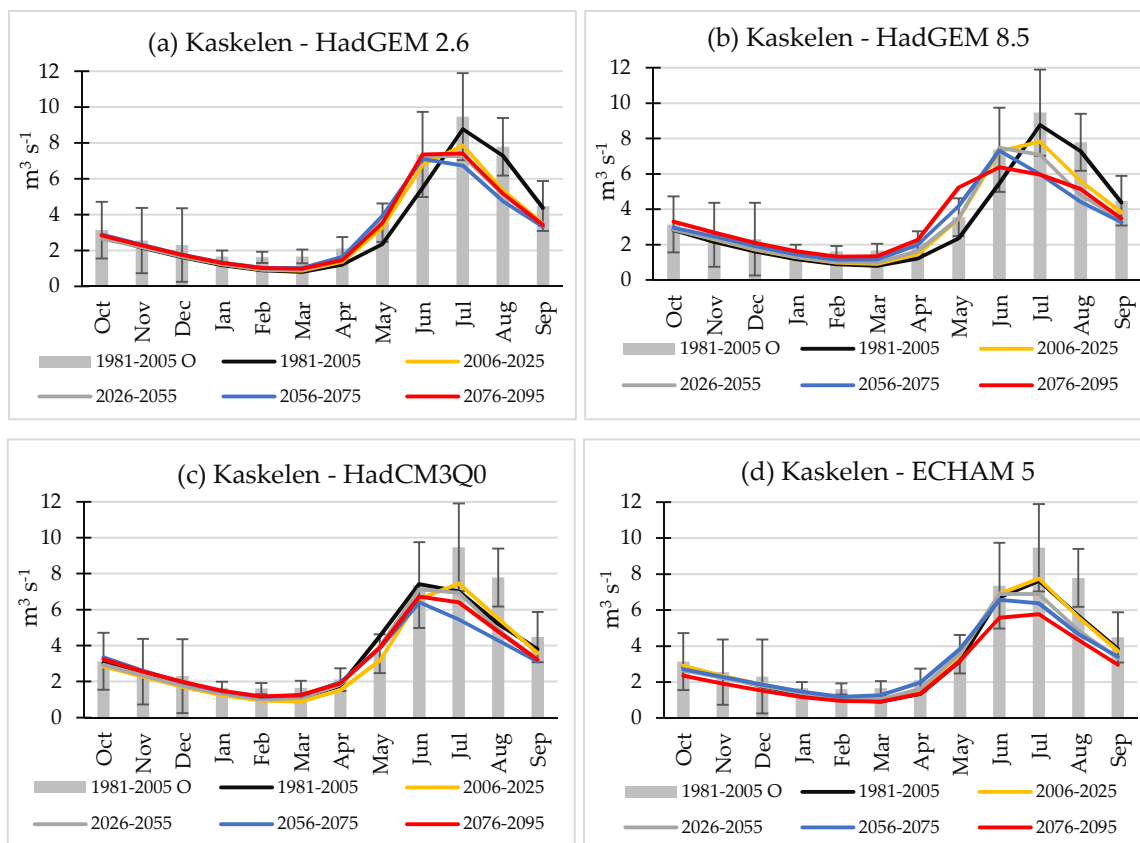 (a) Kaskelen - HadGEM 2.6
m³ s⁻¹
12
10
8
6
4
2
0
Oct Nov Dec Jan Feb Mar Apr May Jun Jul Aug Sep
1981-2005 O 1981-2005 2006-2025
2026-2055 2056-2075 2076-2095
(b) Kaskelen - HadGEM 8.5
m³ s⁻¹
12
10
8
6
4
2
0
Oct Nov Dec Jan Feb Mar Apr May Jun Jul Aug Sep
1981-2005 O 1981-2005 2006-2025
2026-2055 2056-2075 2076-2095
(c) Kaskelen - HadCM3Q0
m³ s⁻¹
12
10
8
6
4
2
0
Oct Nov Dec Jan Feb Mar Apr May Jun Jul Aug Sep
1981-2005 O 1981-2005 2006-2025
2026-2055 2056-2075 2076-2095
(d) Kaskelen - ECHAM 5
m³ s⁻¹
12
10
8
6
4
2
0
Oct Nov Dec Jan Feb Mar Apr May Jun Jul Aug Sep
1981-2005 O 1981-2005 2006-2025
2026-2055 2056-2075 2076-2095